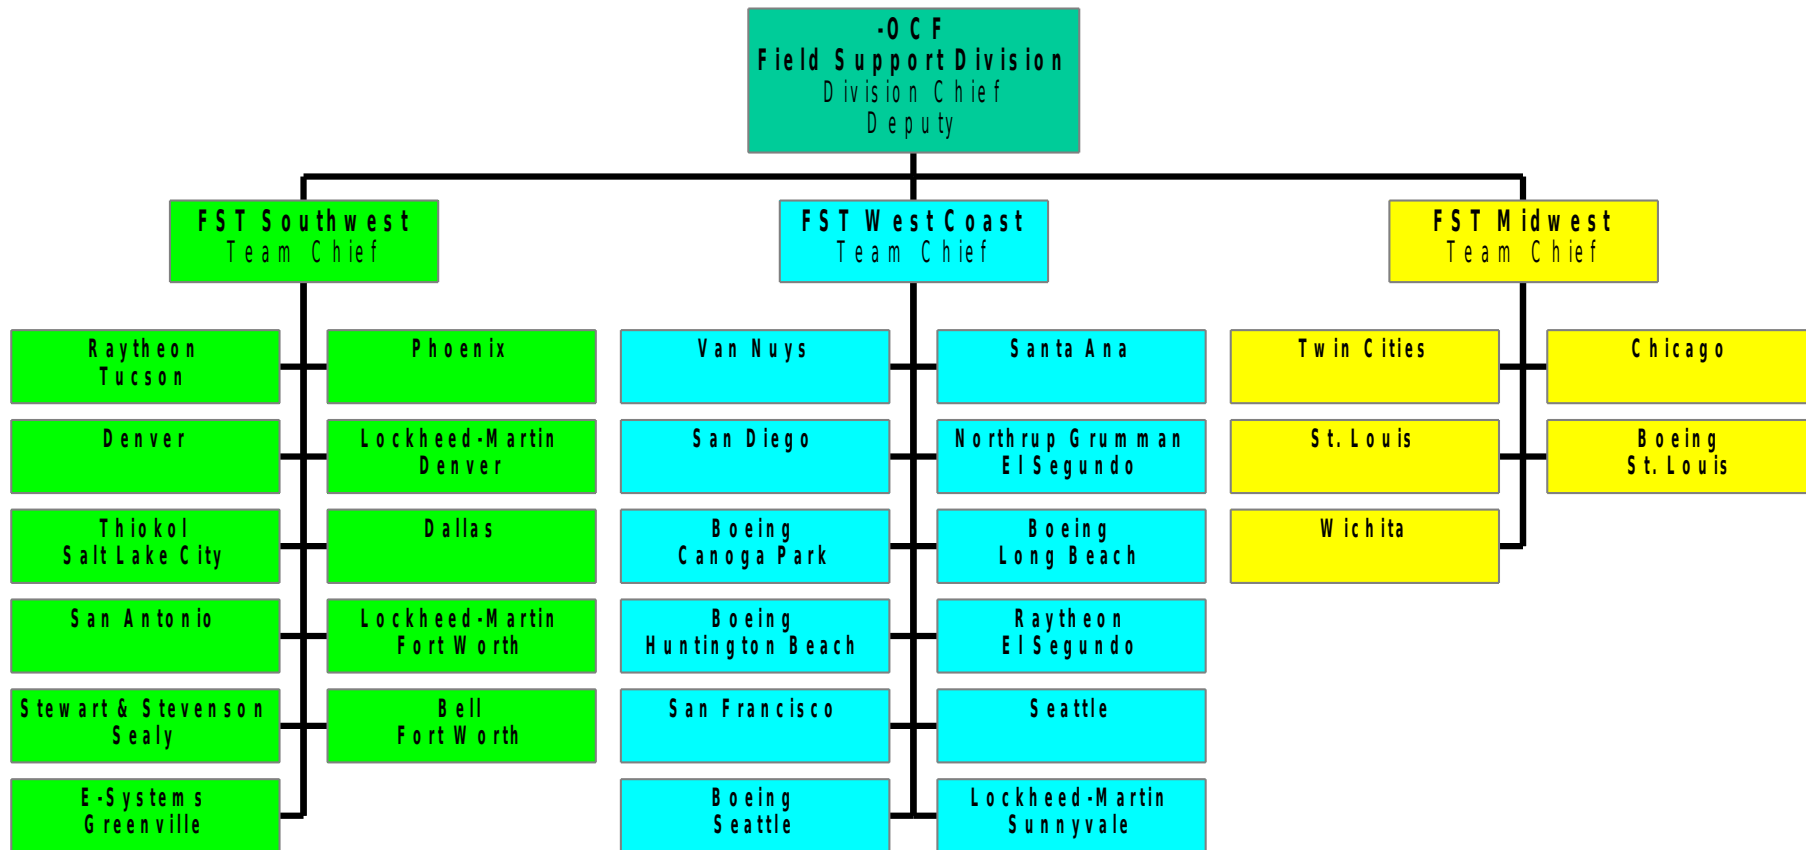 -OCF
Field Support Division
Division Chief
Deputy
FST Southwest
Team Chief
FST West Coast
Team Chief
FST Midwest
Team Chief
Raytheon
Tucson
Phoenix
Denver
Lockheed-Martin
Denver
Thiokol
Salt Lake City
Dallas
San Antonio
Lockheed-Martin
Fort Worth
Stewart & Stevenson
Sealy
Bell
Fort Worth
E-Systems
Greenville
Van Nuys
Santa Ana
San Diego
Northrup Grumman
El Segundo
Boeing
Canoga Park
Boeing
Long Beach
Boeing
Huntington Beach
Raytheon
El Segundo
San Francisco
Seattle
Boeing
Seattle
Lockheed-Martin
Sunnyvale
Twin Cities
Chicago
St. Louis
Boeing
St. Louis
Wichita